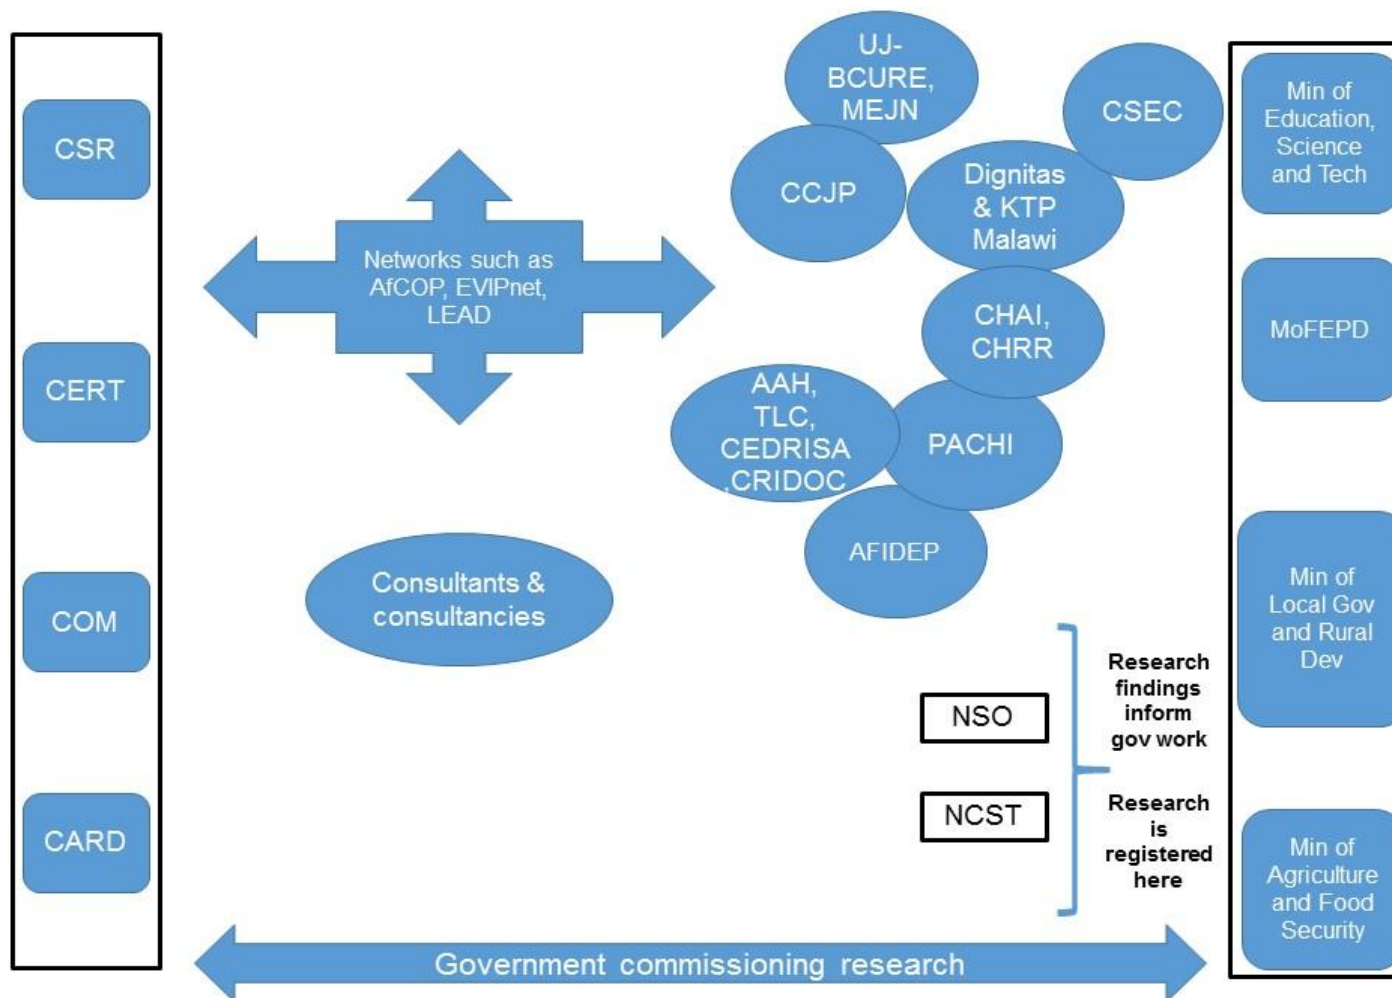 CSR
CERT
COM
CARD
Networks such as
AfCOP, EVIPnet,
LEAD
Consultants &
consultancies
UJ-
BCURE,
MEJN
CCJP
CSEC
Dignitas
& KTP
Malawi
CHAI,
CHRR
AAH,
TLC,
CEDRISA
,CRIDOC
PACHI
AFIDEP
NSO
NCST
Research
findings
inform
gov work
Research
is
registered
here
Min of
Education,
Science
and Tech
MoFEPD
Min of
Local Gov
and Rural
Dev
Min of
Agriculture
and Food
Security
Government commissioning research